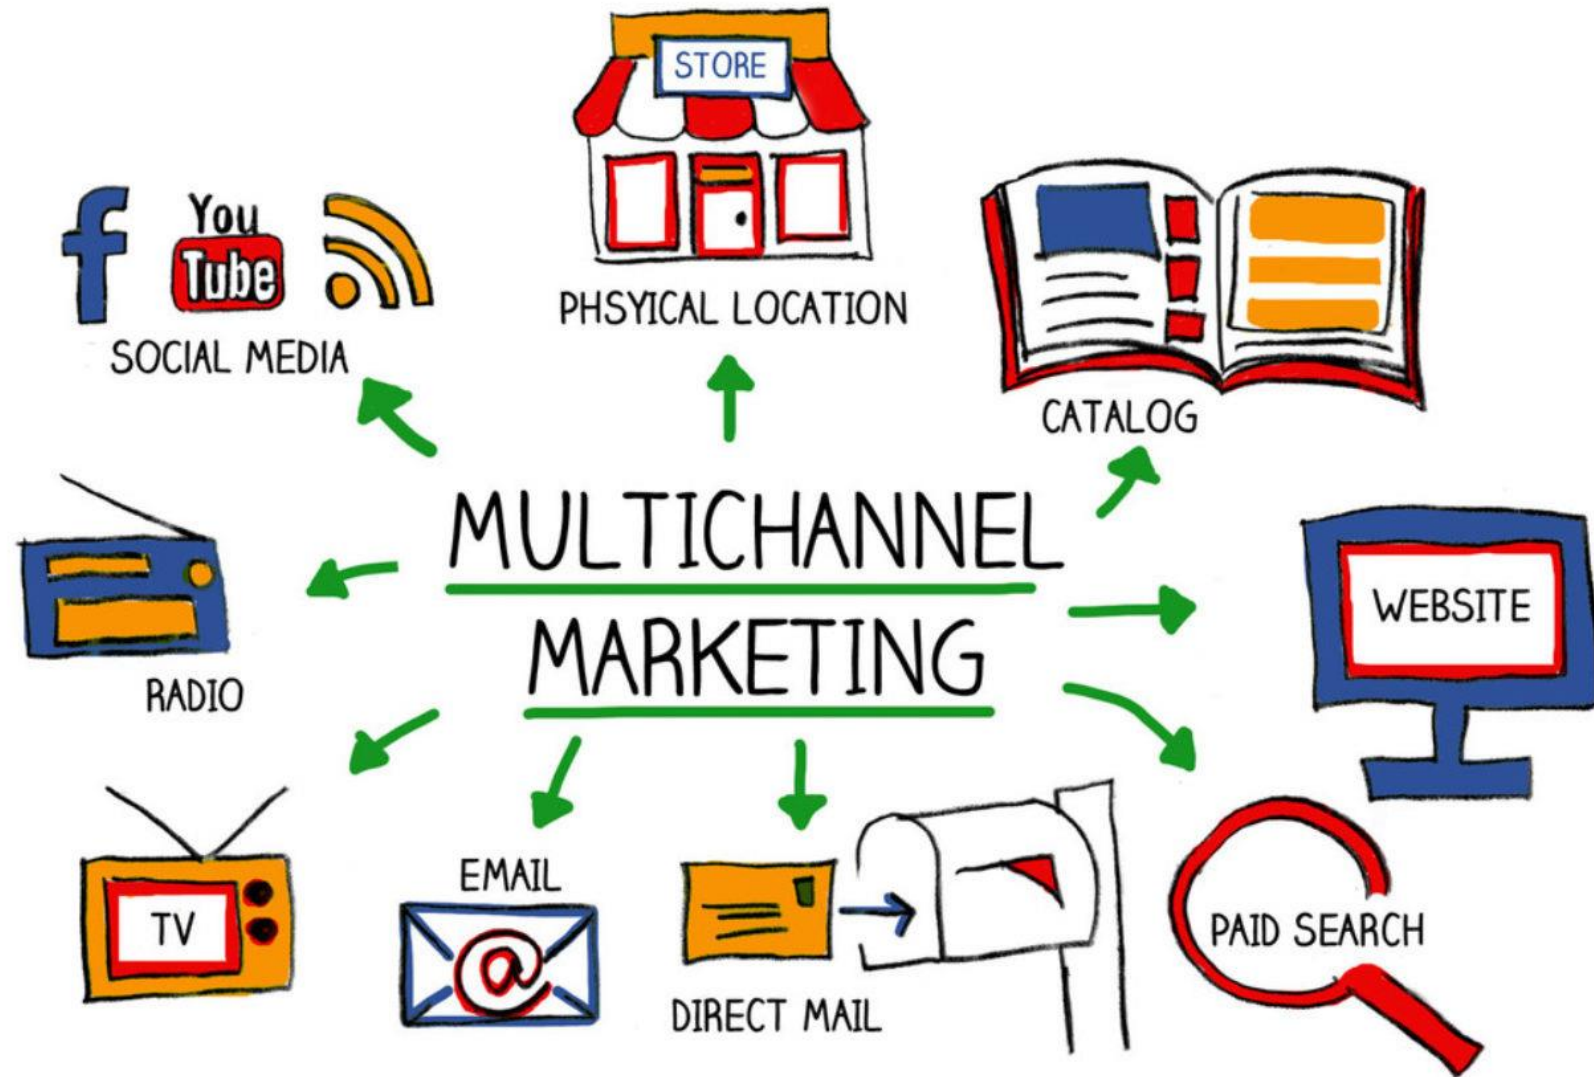 STORE
PHSYICAL LOCATION
f
You
Tube
SOCIAL MEDIA
CATALOG
MULTICHANNEL
MARKETING
WEBSITE
RADIO
TV
EMAIL
@
DIRECT MAIL
PAID SEARCH